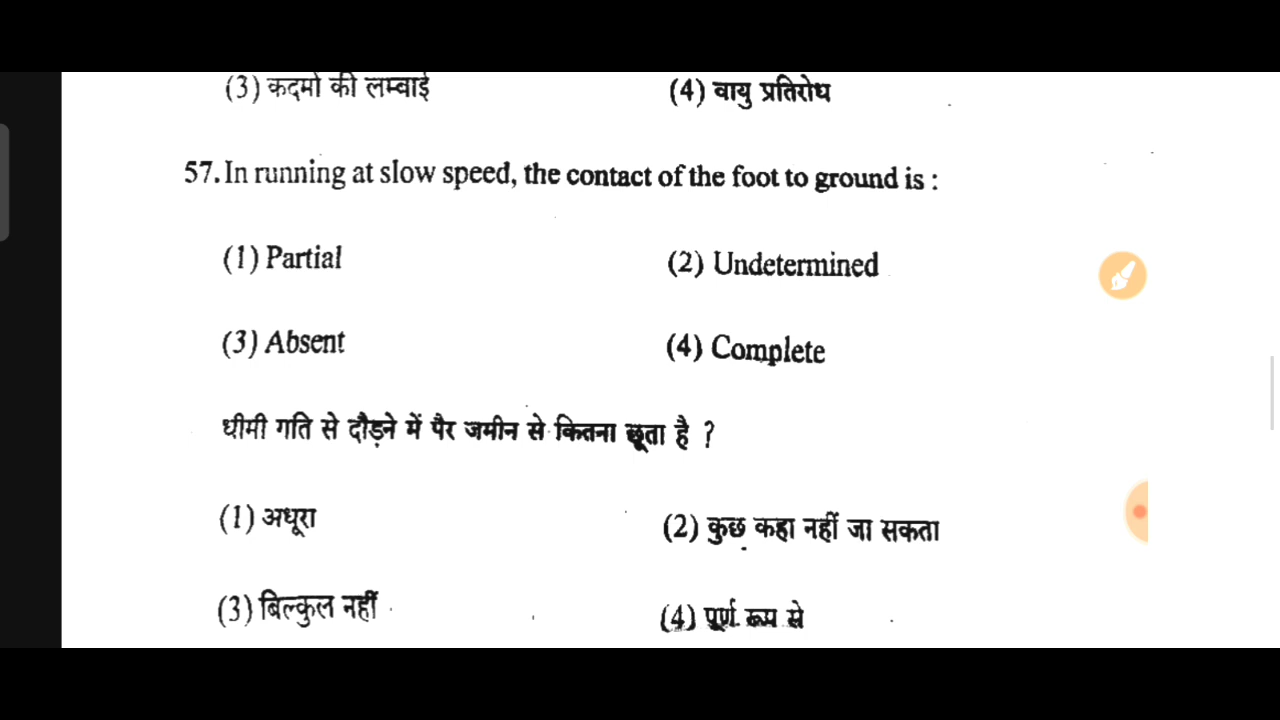 (3) कदमों की लम्बाई (4) वायु प्रतिरोध
57. In running at slow speed, the contact of the foot to ground is :
(1) Partial (2) Undetermined
(3) Absent (4) Complete
धीमी गति से दौड़ने में पैर जमीन से कितना छूता है ?
(1) अधूरा (2) कुछ कहा नहीं जा सकता
(3) बिल्कुल नहीं (4) पूर्ण रूप से